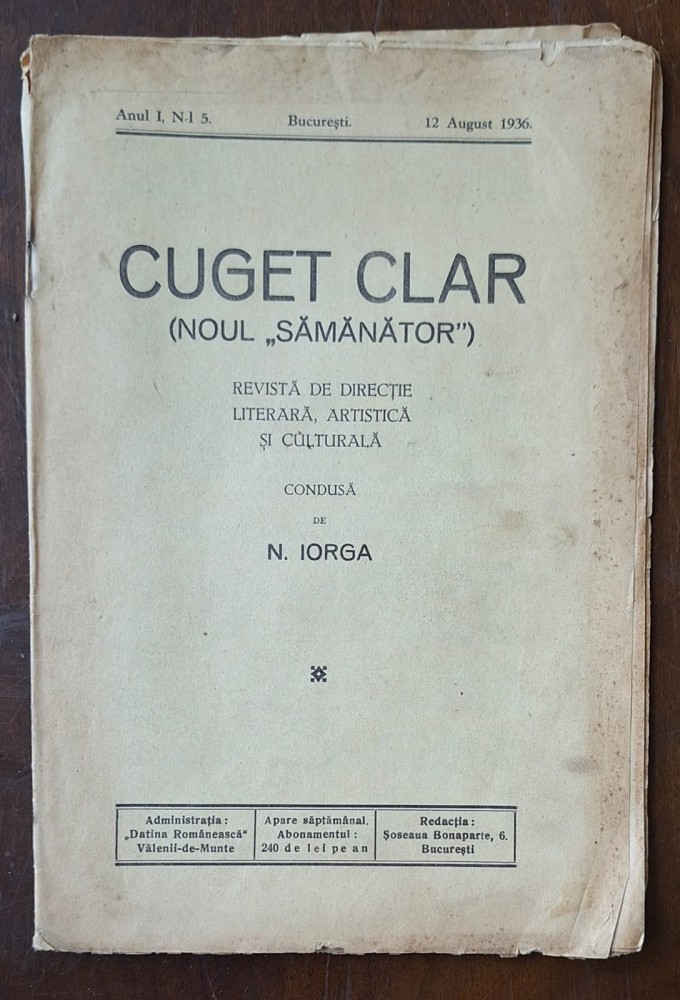 Anul I, N-l 5. București. 12 August 1936.
CUGET CLAR
(NOUL „SĂMĂNĂTOR”)
REVISTĂ DE DIRECȚIE
LITERARĂ, ARTISTICĂ
ȘI CULTURALĂ
CONDUSĂ
DE
N. IORGA
Administrația:
„Datina Românească“
Vălenii-de-Munte
Apare săptămânal.
Abonamentul:
240 de lei pe an
Redacția:
Șoseaua Bonaparte, 6.
București